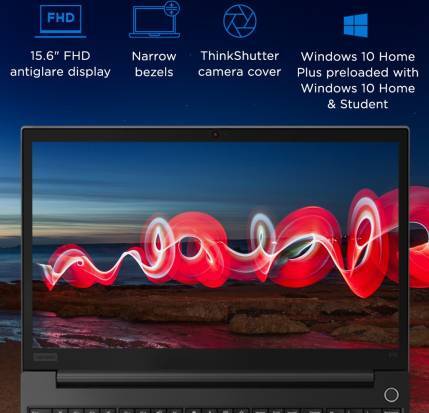 FHD
15.6" FHD
antiglare display
Narrow
bezels
ThinkShutter
camera cover
Windows 10 Home
Plus preloaded with
Windows 10 Home
& Student